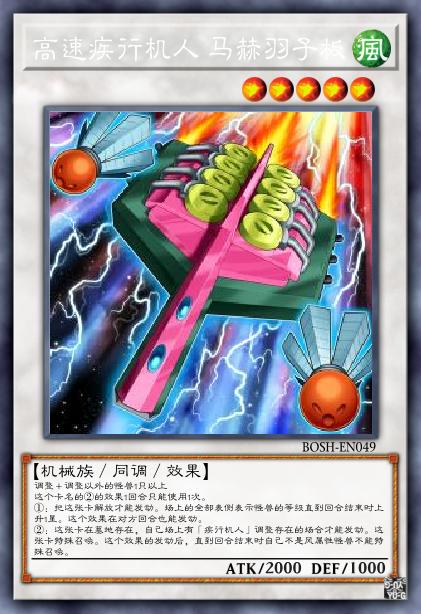 高速疾行机人 马赫羽子板 風
BOSH-EN049
【机械族／同调／效果】
调整＋调整以外的怪兽1只以上
这个卡名的②的效果1回合只能使用1次。
①：把这张卡解放才能发动。场上的全部表侧表示怪兽的等级直到回合结束时上
升1星。这个效果在对方回合也能发动。
②：这张卡在墓地存在，自己场上有「疾行机人」调整存在的场合才能发动。这
张卡特殊召唤。这个效果的发动后，直到回合结束时自己不是风属性怪兽不能特
殊召唤。
ATK/2000 DEF/1000